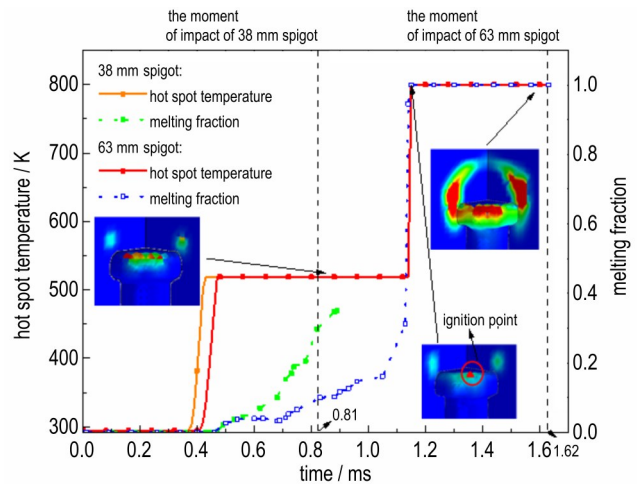 the moment
of impact of 38 mm spigot
the moment
of impact of 63 mm spigot
38 mm spigot:
hot spot temperature
melting fraction
63 mm spigot:
hot spot temperature
melting fraction
ignition point
0.81
1.62
800
700
600
500
400
300
1.0
0.8
0.6
0.4
0.2
0.0
0.0 0.2 0.4 0.6 0.8 1.0 1.2 1.4 1.6
hot spot temperature / K
melting fraction
time / ms